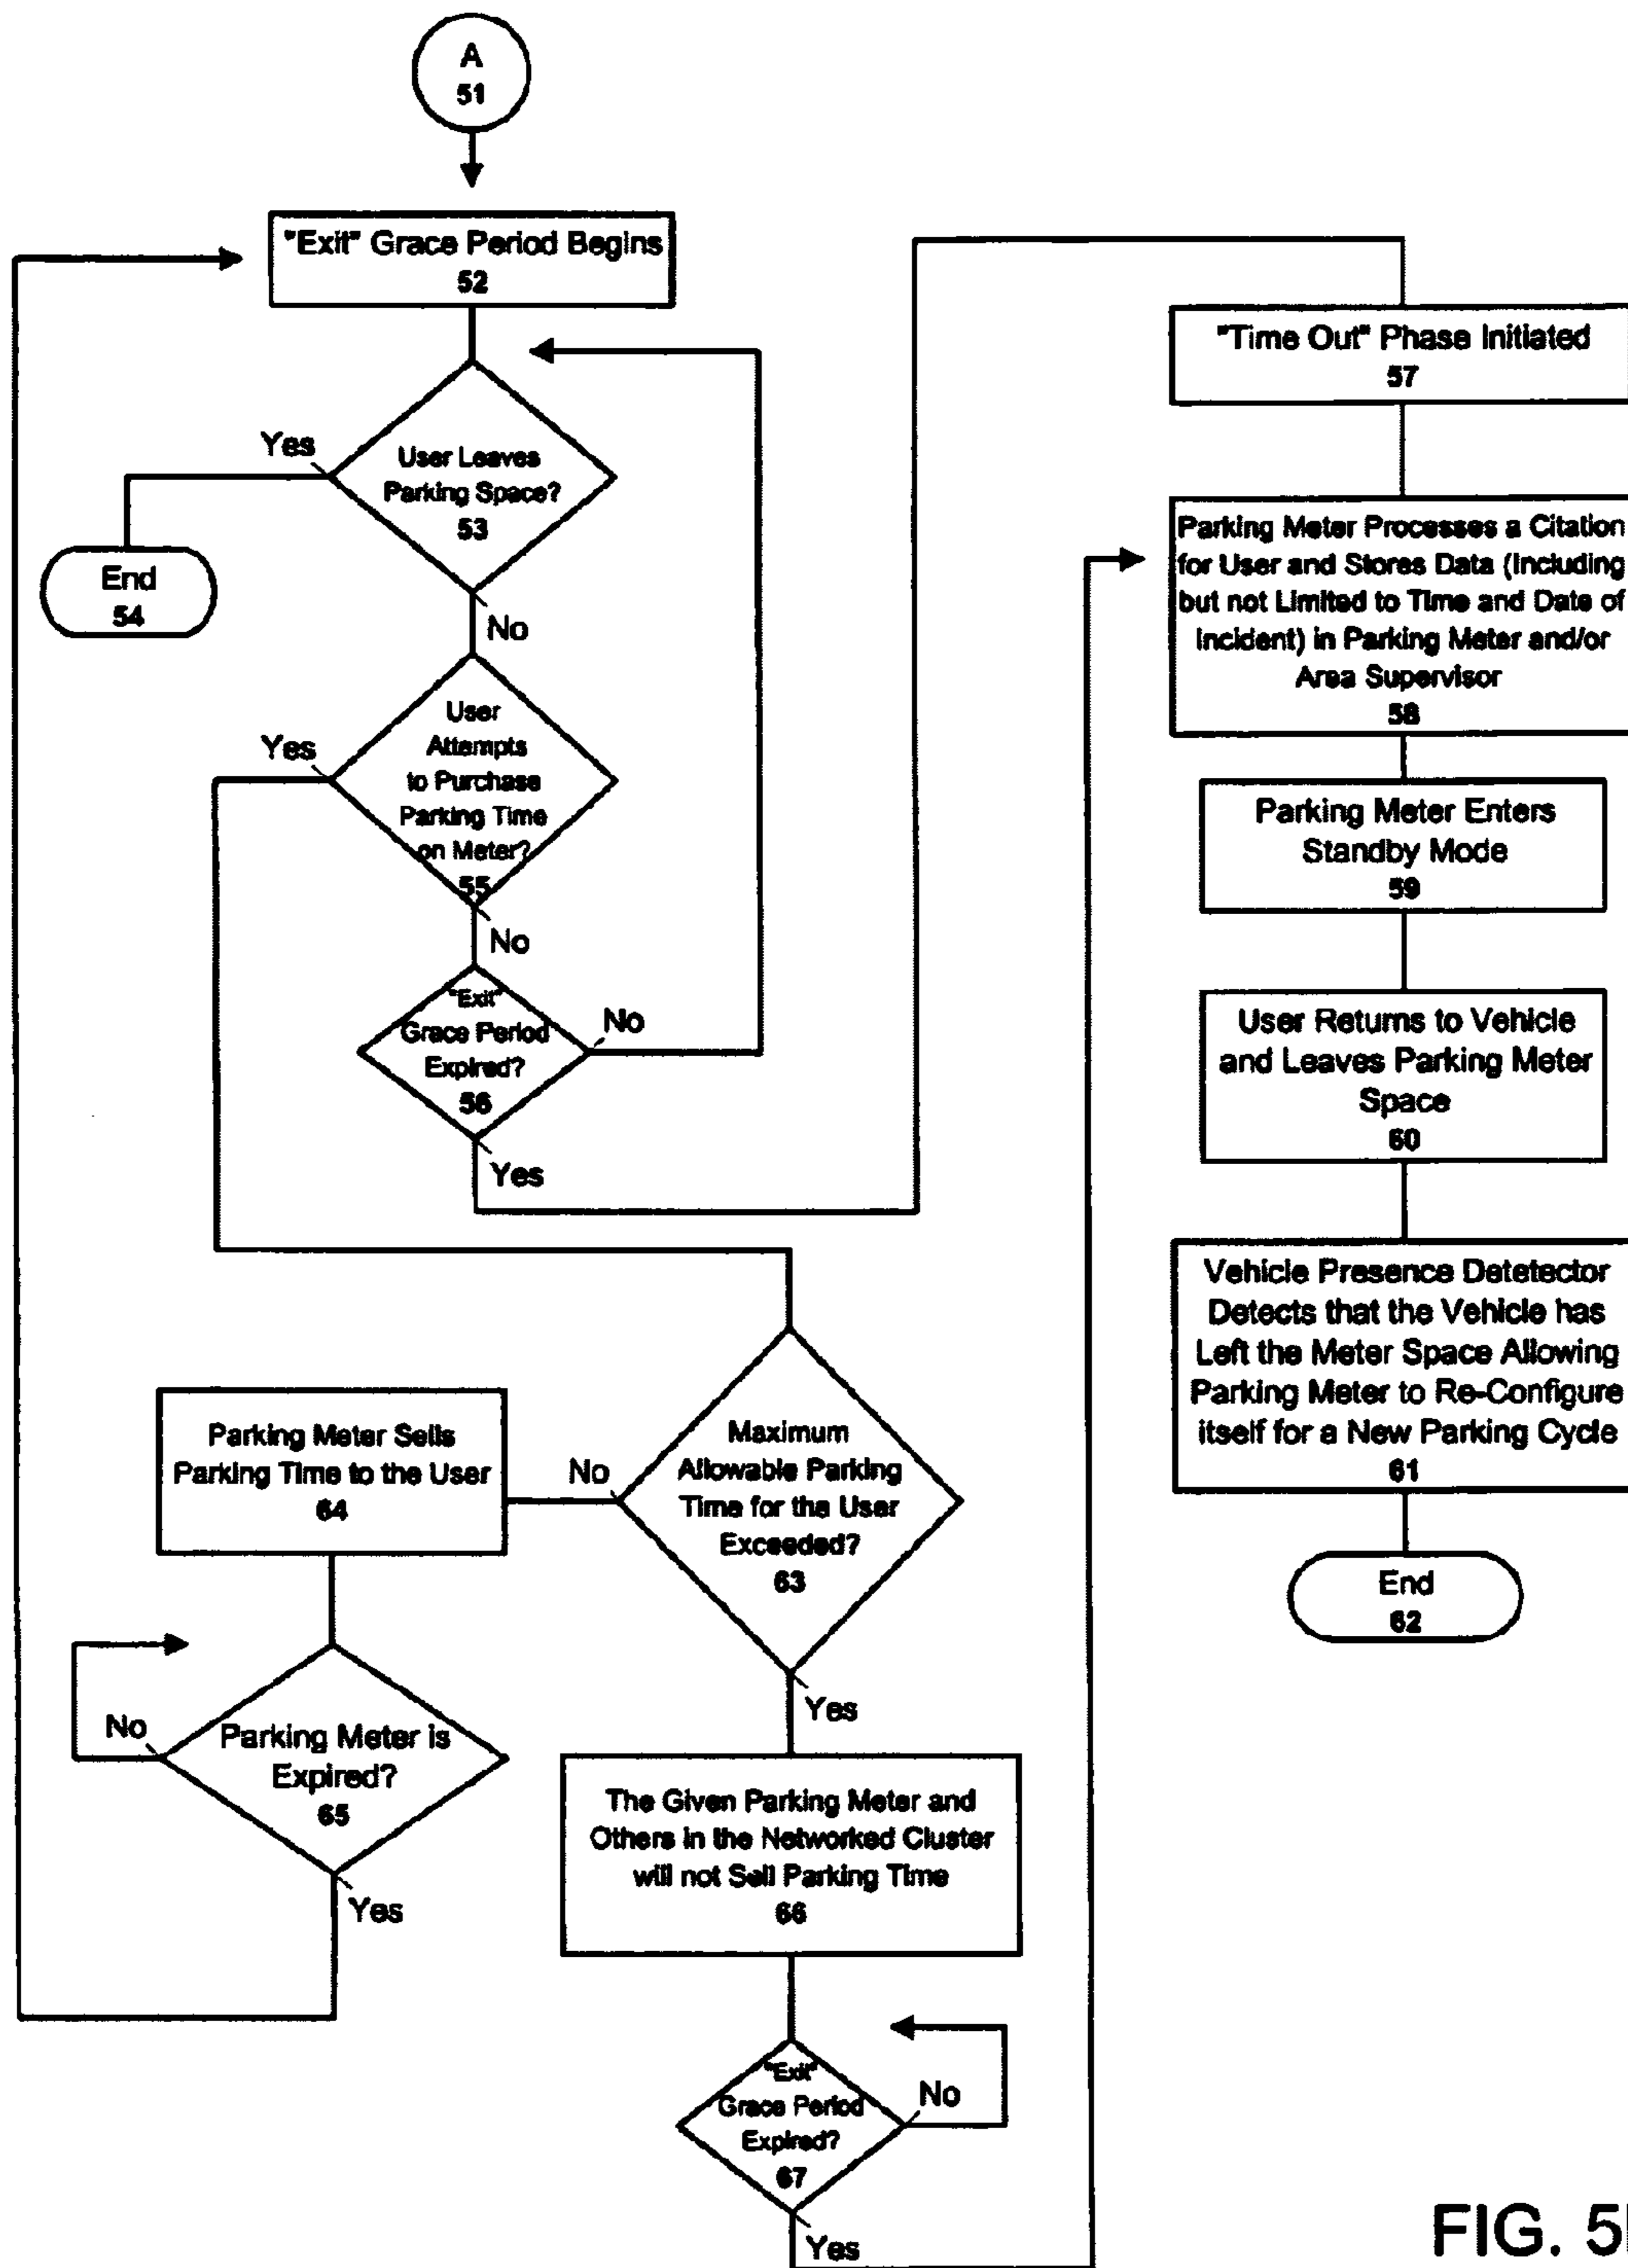 A
51
"Exit" Grace Period Begins
52
User Leaves
Parking Space?
53
Yes
No
End
54
User
Attempts
to Purchase
Parking Time
on Meter?
55
Yes
No
"Exit"
Grace Period
Expired?
56
No
Yes
"Time Out" Phase Initiated
57
Parking Meter Processes a Citation
for User and Stores Data (Including
but not Limited to Time and Date of
Incident) in Parking Meter and/or
Area Supervisor
58
Parking Meter Enters
Standby Mode
59
User Returns to Vehicle
and Leaves Parking Meter
Space
60
Vehicle Presence Detetector
Detects that the Vehicle has
Left the Meter Space Allowing
Parking Meter to Re-Configure
itself for a New Parking Cycle
61
End
62
Maximum
Allowable Parking
Time for the User
Exceeded?
63
No
Yes
Parking Meter Sells
Parking Time to the User
64
Parking Meter is
Expired?
65
No
Yes
The Given Parking Meter and
Others in the Networked Cluster
will not Sell Parking Time
66
"Exit"
Grace Period
Expired?
67
No
Yes
FIG.